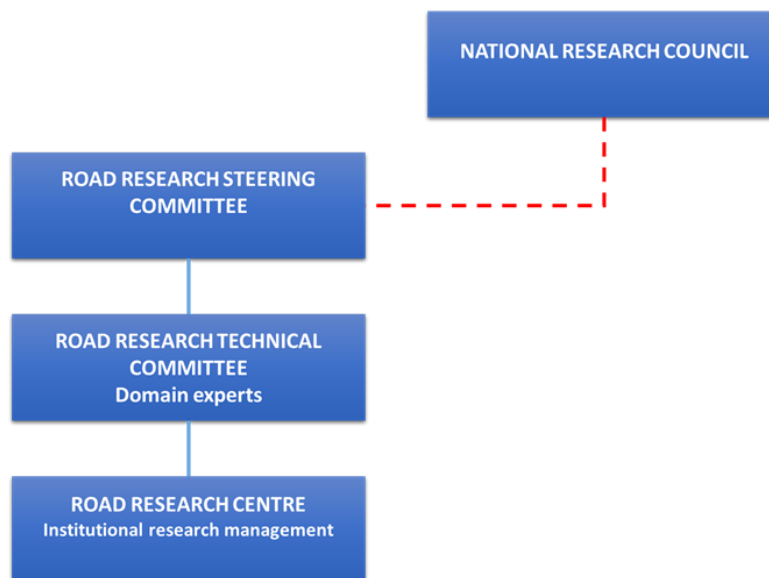 NATIONAL RESEARCH COUNCIL
ROAD RESEARCH STEERING
COMMITTEE
ROAD RESEARCH TECHNICAL
COMMITTEE
Domain experts
ROAD RESEARCH CENTRE
Institutional research management